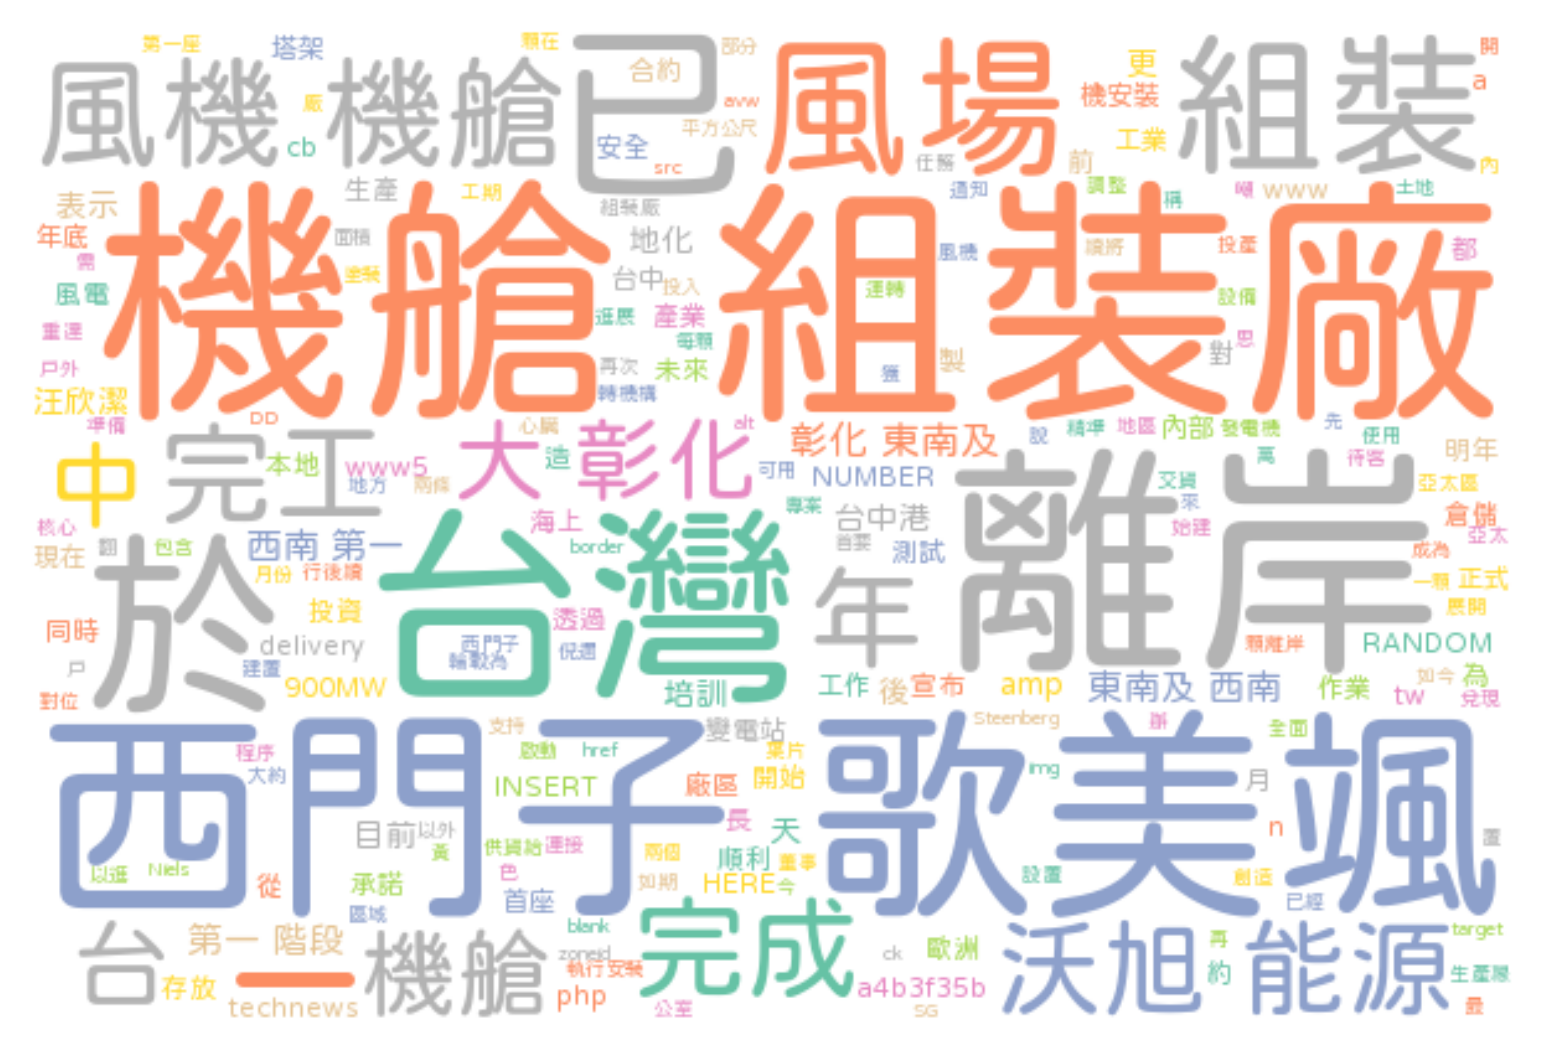 第一座 塔架 願在 部分 開
風機 機艙 已 合約 風場 更 組裝 a
廠 cb avw 機安裝
安全 平方公尺 工業
src 任務 前 內
表示 生產 工期 組裝廠 通知 調整 稱 www 土地
年底 面積 地化 風機 續將 投產 都
機艙 組裝廠
需 金裝 台中 投入 運轉 設備
風電 進展 產業
重達 每顆 對 思
戶外 再次 未來 製
汪欣潔 轉機構
準備 DD 心臟 alt 說 精準 地區 內部 發電機 先 使用
中 完工 本地 www5 大 造 彰化 彰化 東南及 萬 待客 明年
地方 兩條 可用 NUMBER 離岸 交貨 亞太區
核心 海上 專案 台中港 來 倉儲
現在 包含 西南 第一 border 首要 測試 始建 亞太
月份 行後續 成為 一顆 正式
於 台灣 年 展開
同時 投資 透過
delivery 西門子 倪邇 顆離岸 RANDOM
戶 建置 輪轂為 如今 為
對位 900MW 培訓 工作 後 宣布 amp 東南及 西南 作業 tw 兌現
西門子 歌美颯
程序 支持 變電站 Steenberg 全面
大約 啟動 href 葉片 img 月
INSERT 廠區 開始
目前 以外 長 天 n 置
黃 供貨給 連接 兩個 順利 董事
以進 Niels 從 承諾 色 如期 HERE 今 設置 創造
區域 首座 已經
台 第一 階段 機艙 blank 完成 歐洲 沃旭 再 能源 target
存放 一 zoneid ck 約 生產線
technews 執行安裝 a4b3f35b
php 公室 SG 最